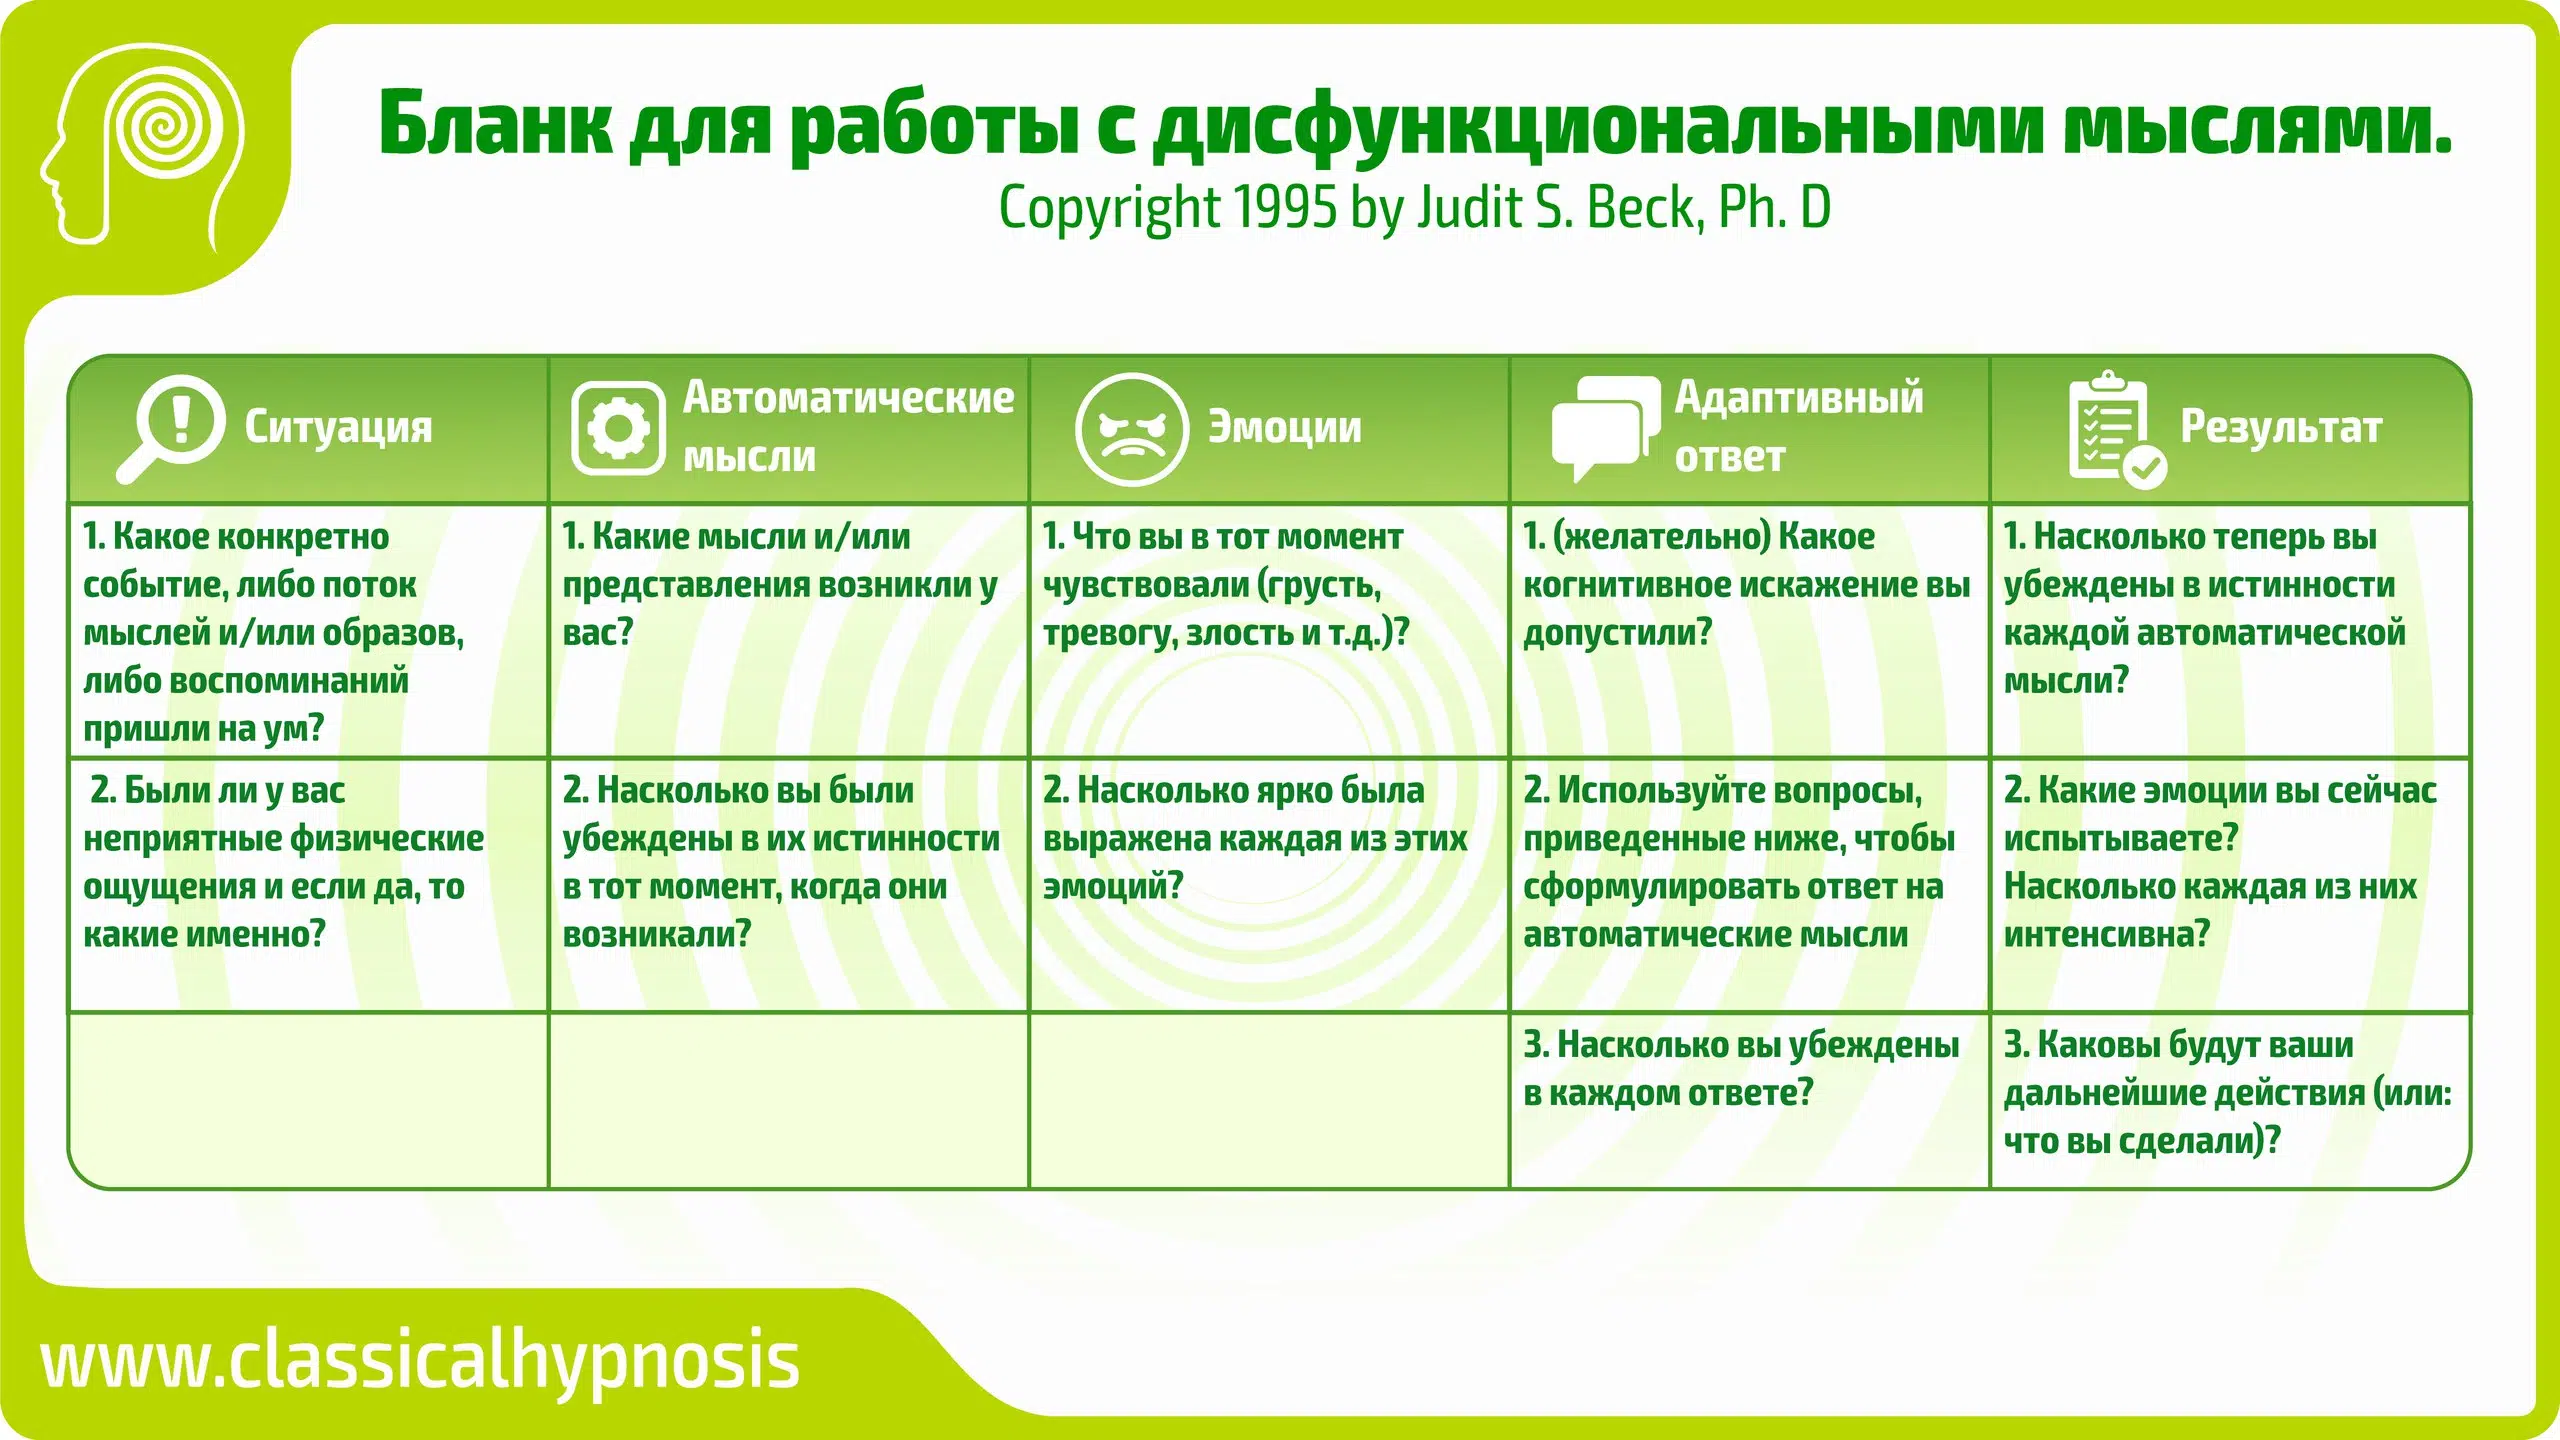 Бланк для работы с дисфункциональными мыслями.
Copyright 1995 by Judit S. Beck, Ph. D
Ситуация
Автоматические
мысли
Эмоции
Адаптивный
ответ
Результат
1. Какое конкретно
событие, либо поток
мыслей и/или образов,
либо воспоминаний
пришли на ум?
1. Какие мысли и/или
представления возникли у
вас?
1. Что вы в тот момент
чувствовали (грусть,
тревогу, злость и т.д.)?
1. (желательно) Какое
когнитивное искажение вы
допустили?
1. Насколько теперь вы
убеждены в истинности
каждой автоматической
мысли?
2. Были ли у вас
неприятные физические
ощущения и если да, то
какие именно?
2. Насколько вы были
убеждены в их истинности
в тот момент, когда они
возникали?
2. Насколько ярко была
выражена каждая из этих
эмоций?
2. Используйте вопросы,
приведенные ниже, чтобы
сформулировать ответ на
автоматические мысли
2. Какие эмоции вы сейчас
испытываете?
Насколько каждая из них
интенсивна?
3. Насколько вы убеждены
в каждом ответе?
3. Каковы будут ваши
дальнейшие действия (или:
что вы сделали)?
www.classicalhypnosis